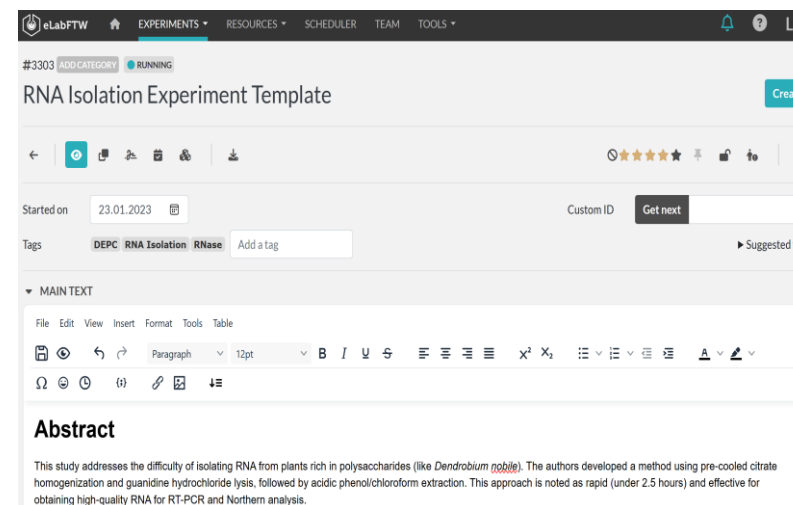 eLabFTW EXPERIMENTS RESOURCES SCHEDULER TEAM TOOLS ? L
#3303 ADD CATEGORY RUNNING
RNA Isolation Experiment Template
Crea
Started on 23.01.2023 Custom ID Get next
Tags DEPC RNA Isolation RNase Add a tag Suggested
MAIN TEXT
File Edit View Insert Format Tools Table
Paragraph 12pt B I U S X² X₂ A
Ω {i}
Abstract
This study addresses the difficulty of isolating RNA from plants rich in polysaccharides (like Dendrobium nobile). The authors developed a method using pre-cooled citrate
homogenization and guanidine hydrochloride lysis, followed by acidic phenol/chloroform extraction. This approach is noted as rapid (under 2.5 hours) and effective for
obtaining high-quality RNA for RT-PCR and Northern analysis.